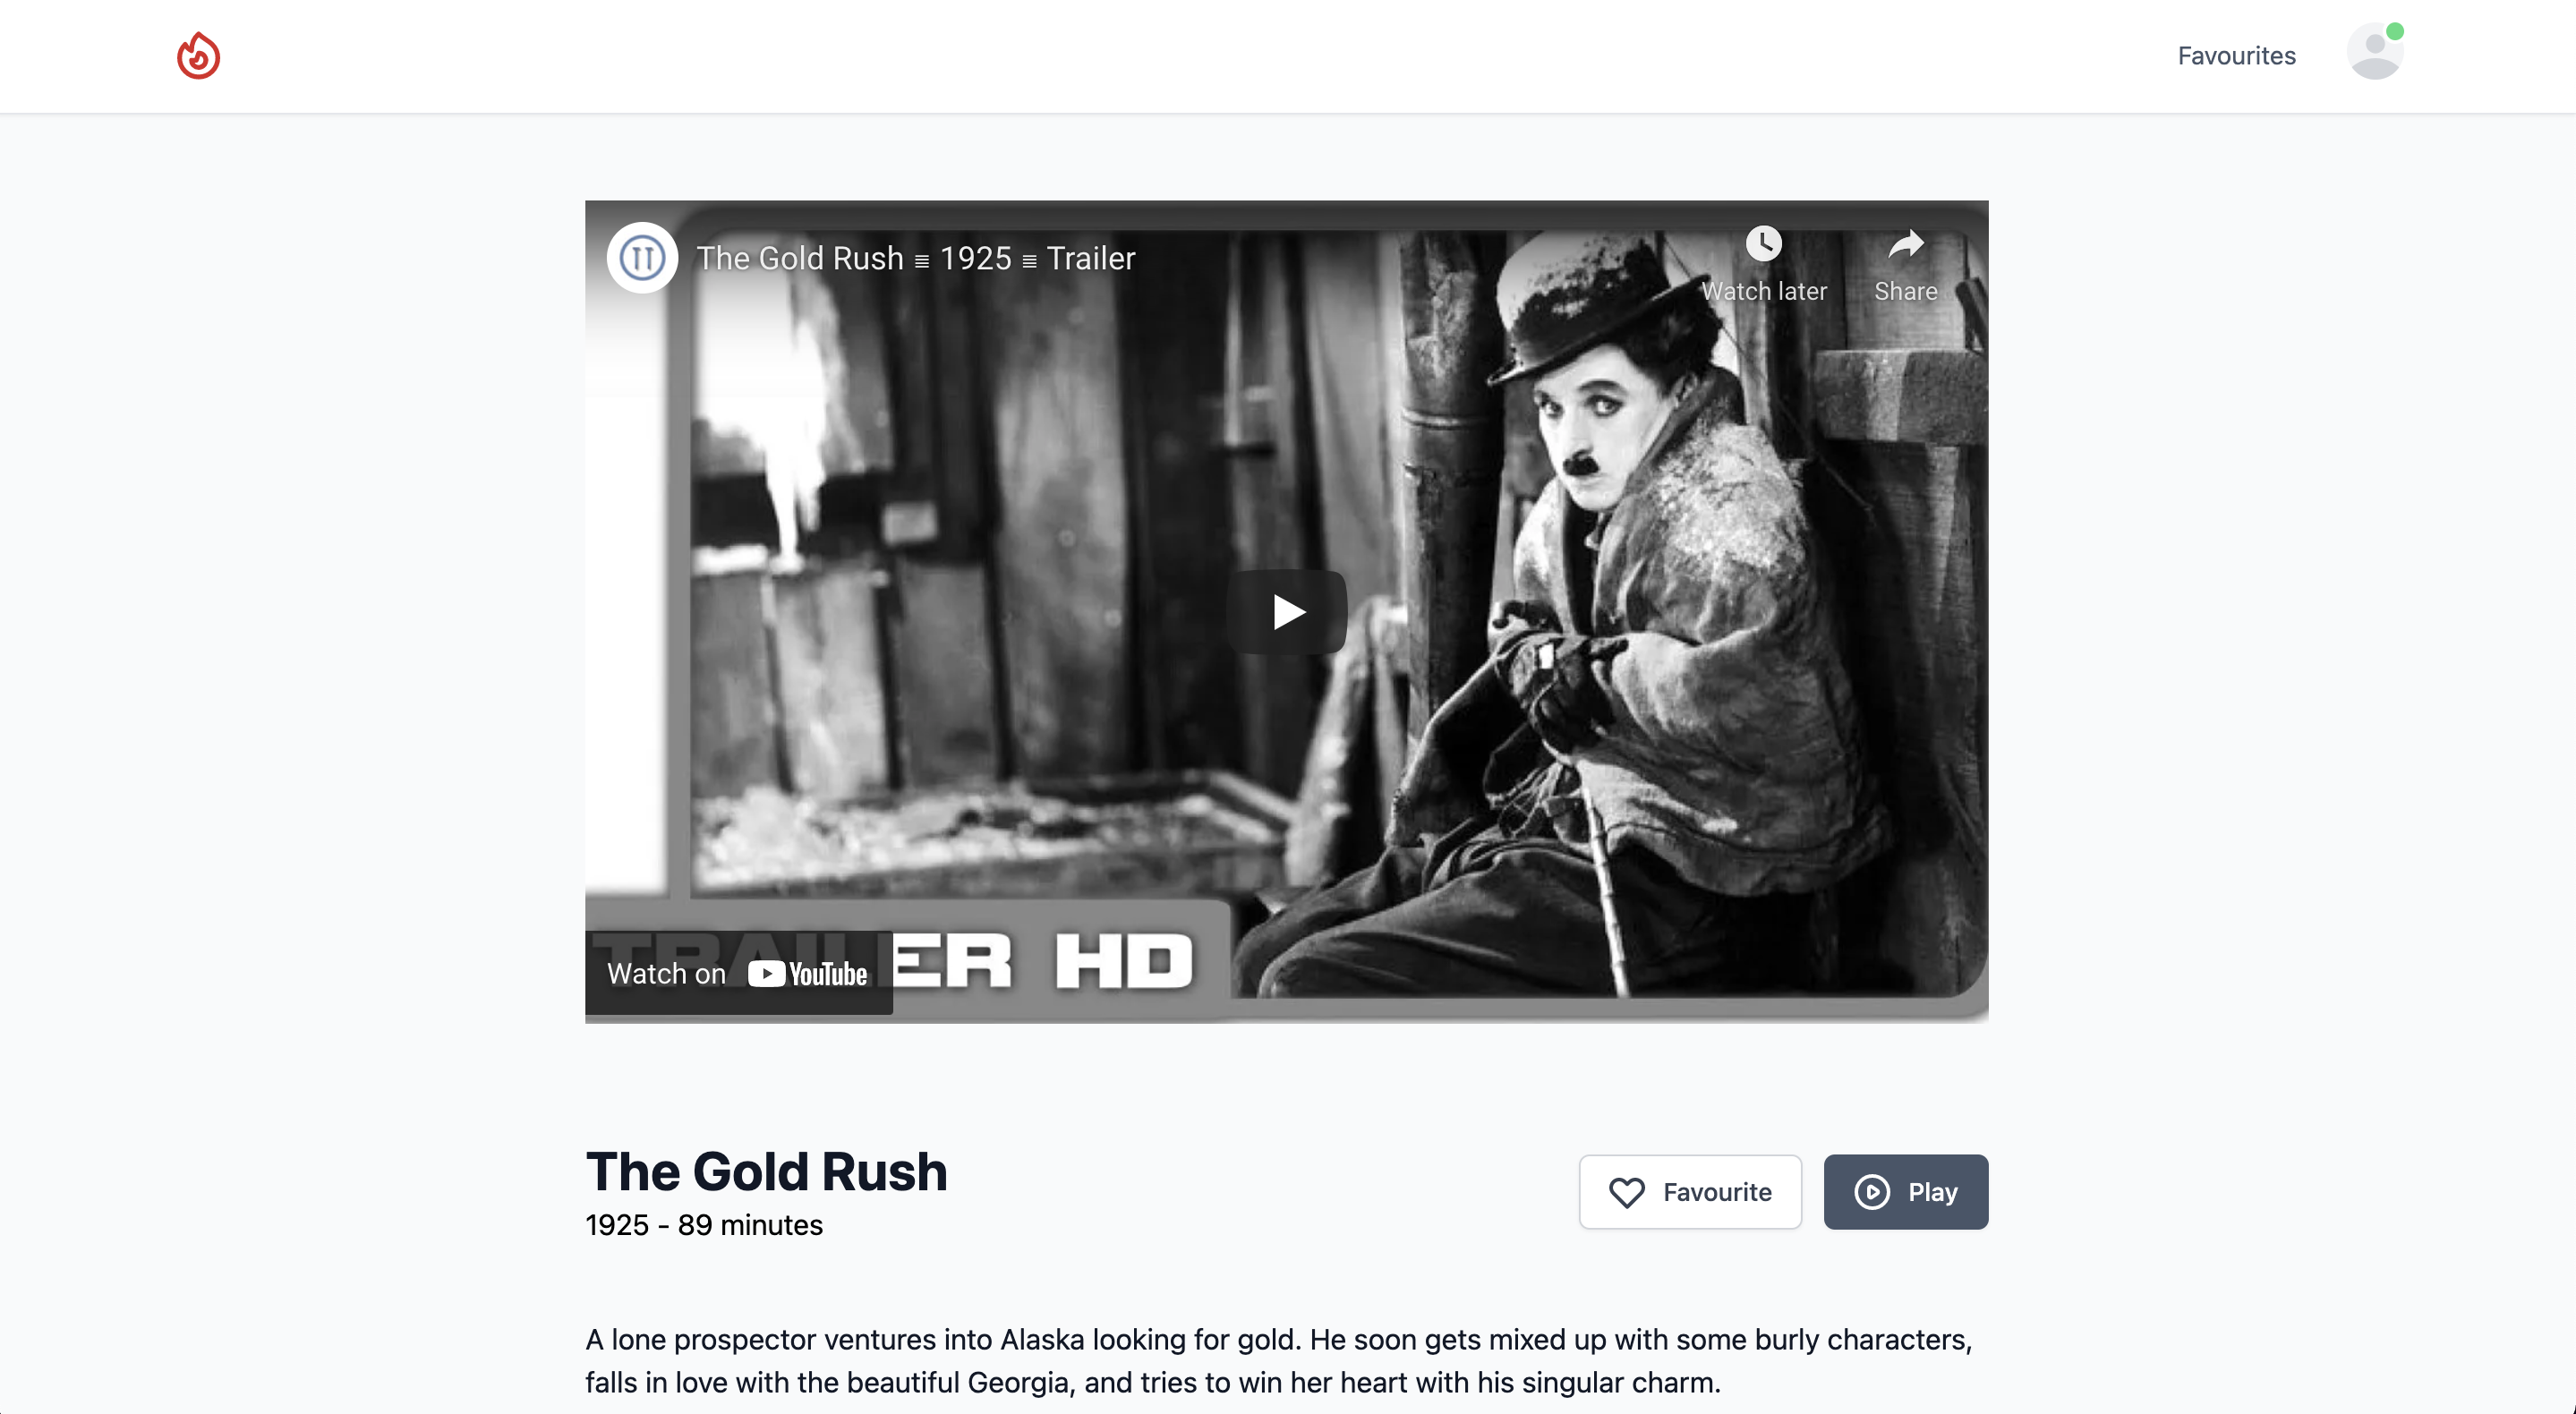 Favourites
The Gold Rush ≣ 1925 ≣ Trailer
Watch later
Share
TRAILER HD
Watch on YouTube
The Gold Rush
1925 - 89 minutes
Favourite
Play
A lone prospector ventures into Alaska looking for gold. He soon gets mixed up with some burly characters,
falls in love with the beautiful Georgia, and tries to win her heart with his singular charm.